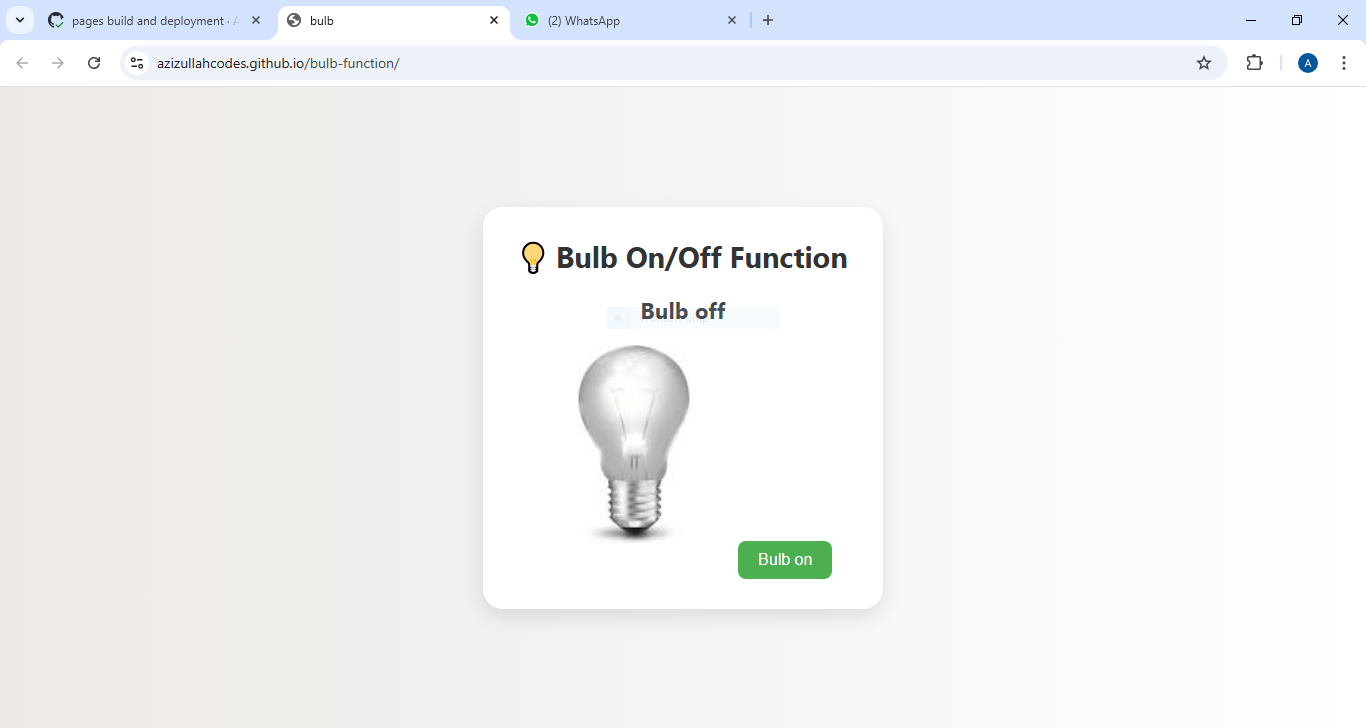 pages build and deployment · A
bulb
(2) WhatsApp
azizullahcodes.github.io/bulb-function/
A
Bulb On/Off Function
Bulb off
Bulb on